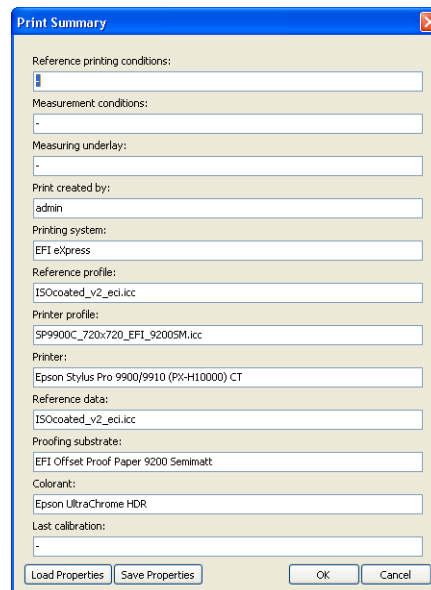 Print Summary
Reference printing conditions:
-
Measurement conditions:
-
Measuring underlay:
-
Print created by:
admin
Printing system:
EFI eXpress
Reference profile:
ISOcoated_v2_eci.icc
Printer profile:
SP9900C_720x720_EFI_9200SM.icc
Printer:
Epson Stylus Pro 9900/9910 (PX-H10000) CT
Reference data:
ISOcoated_v2_eci.icc
Proofing substrate:
EFI Offset Proof Paper 9200 Semimatt
Colorant:
Epson UltraChrome HDR
Last calibration:
-
Load Properties Save Properties OK Cancel